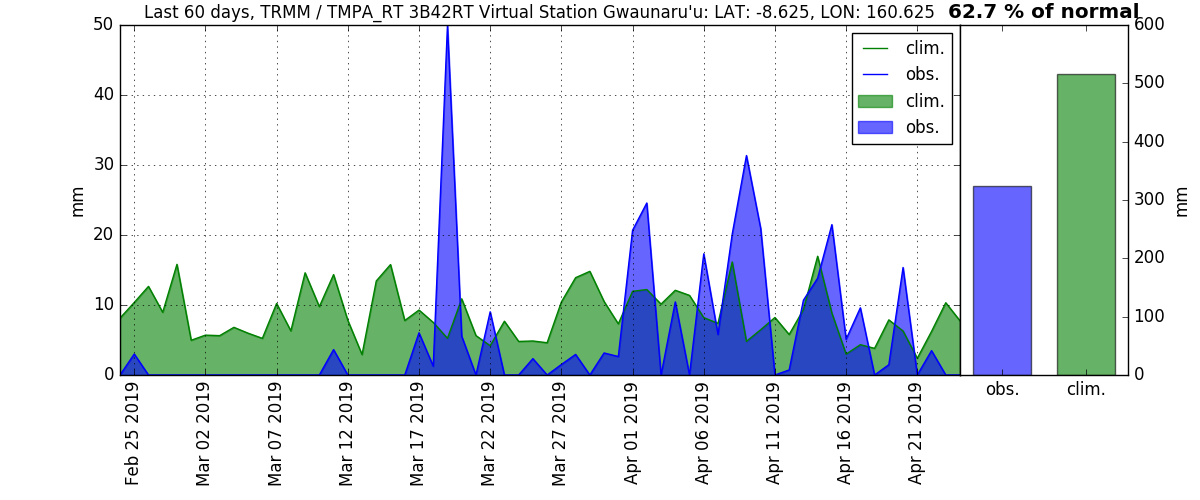 Last 60 days, TRMM / TMPA_RT 3B42RT Virtual Station Gwaunaru'u: LAT: -8.625, LON: 160.625 62.7 % of normal
50
40
30
20
10
0
mm
clim.
obs.
clim.
obs.
600
500
400
300
200
100
0
mm
Feb 25 2019
Mar 02 2019
Mar 07 2019
Mar 12 2019
Mar 17 2019
Mar 22 2019
Mar 27 2019
Apr 01 2019
Apr 06 2019
Apr 11 2019
Apr 16 2019
Apr 21 2019
obs.
clim.